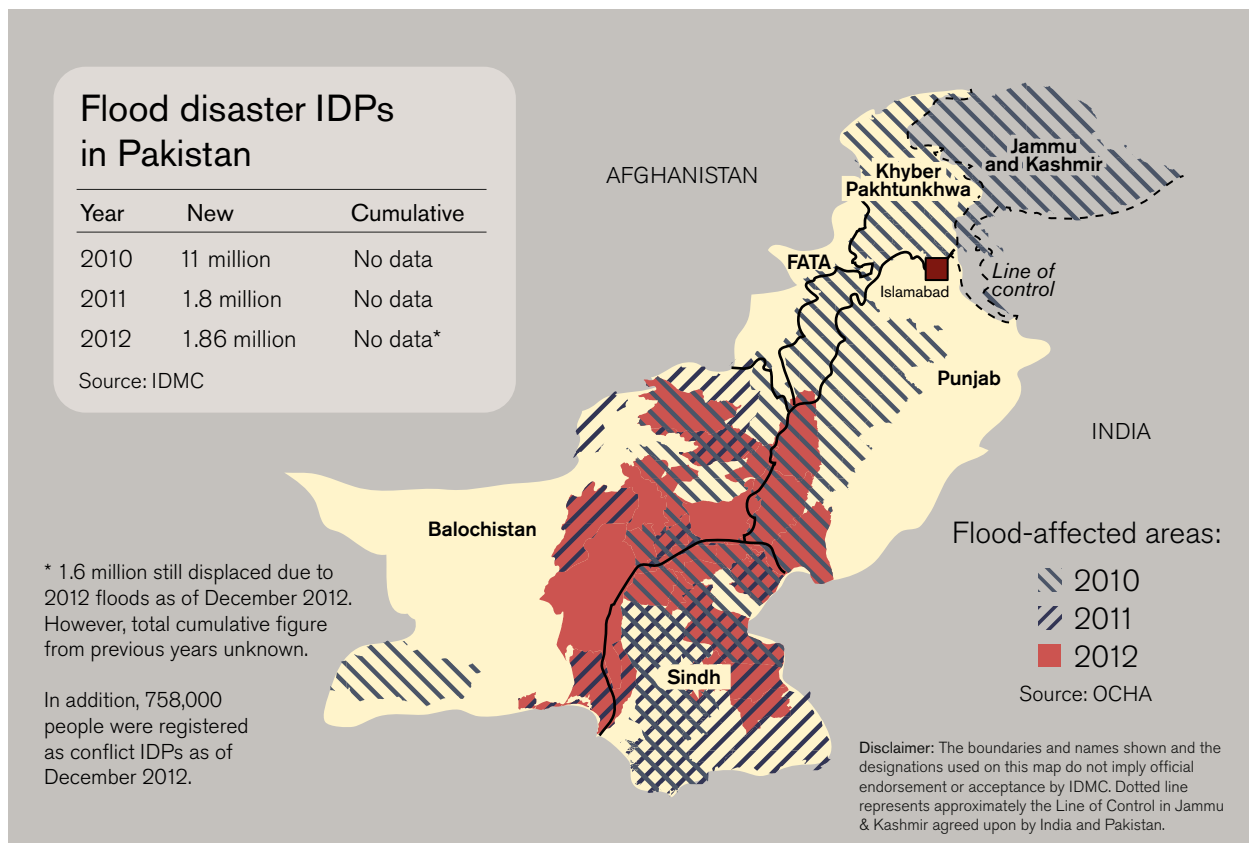 Flood disaster IDPs
in Pakistan
Year New Cumulative
2010 11 million No data
2011 1.8 million No data
2012 1.86 million No data*
Source: IDMC
AFGHANISTAN
Jammu
and Kashmir
Khyber
Pakhtunkhwa
FATA
Islamabad
Line of
control
Punjab
INDIA
Balochistan
Sindh
* 1.6 million still displaced due to
2012 floods as of December 2012.
However, total cumulative figure
from previous years unknown.
In addition, 758,000
people were registered
as conflict IDPs as of
December 2012.
Flood-affected areas:
2010
2011
2012
Source: OCHA
Disclaimer: The boundaries and names shown and the
designations used on this map do not imply official
endorsement or acceptance by IDMC. Dotted line
represents approximately the Line of Control in Jammu
& Kashmir agreed upon by India and Pakistan.